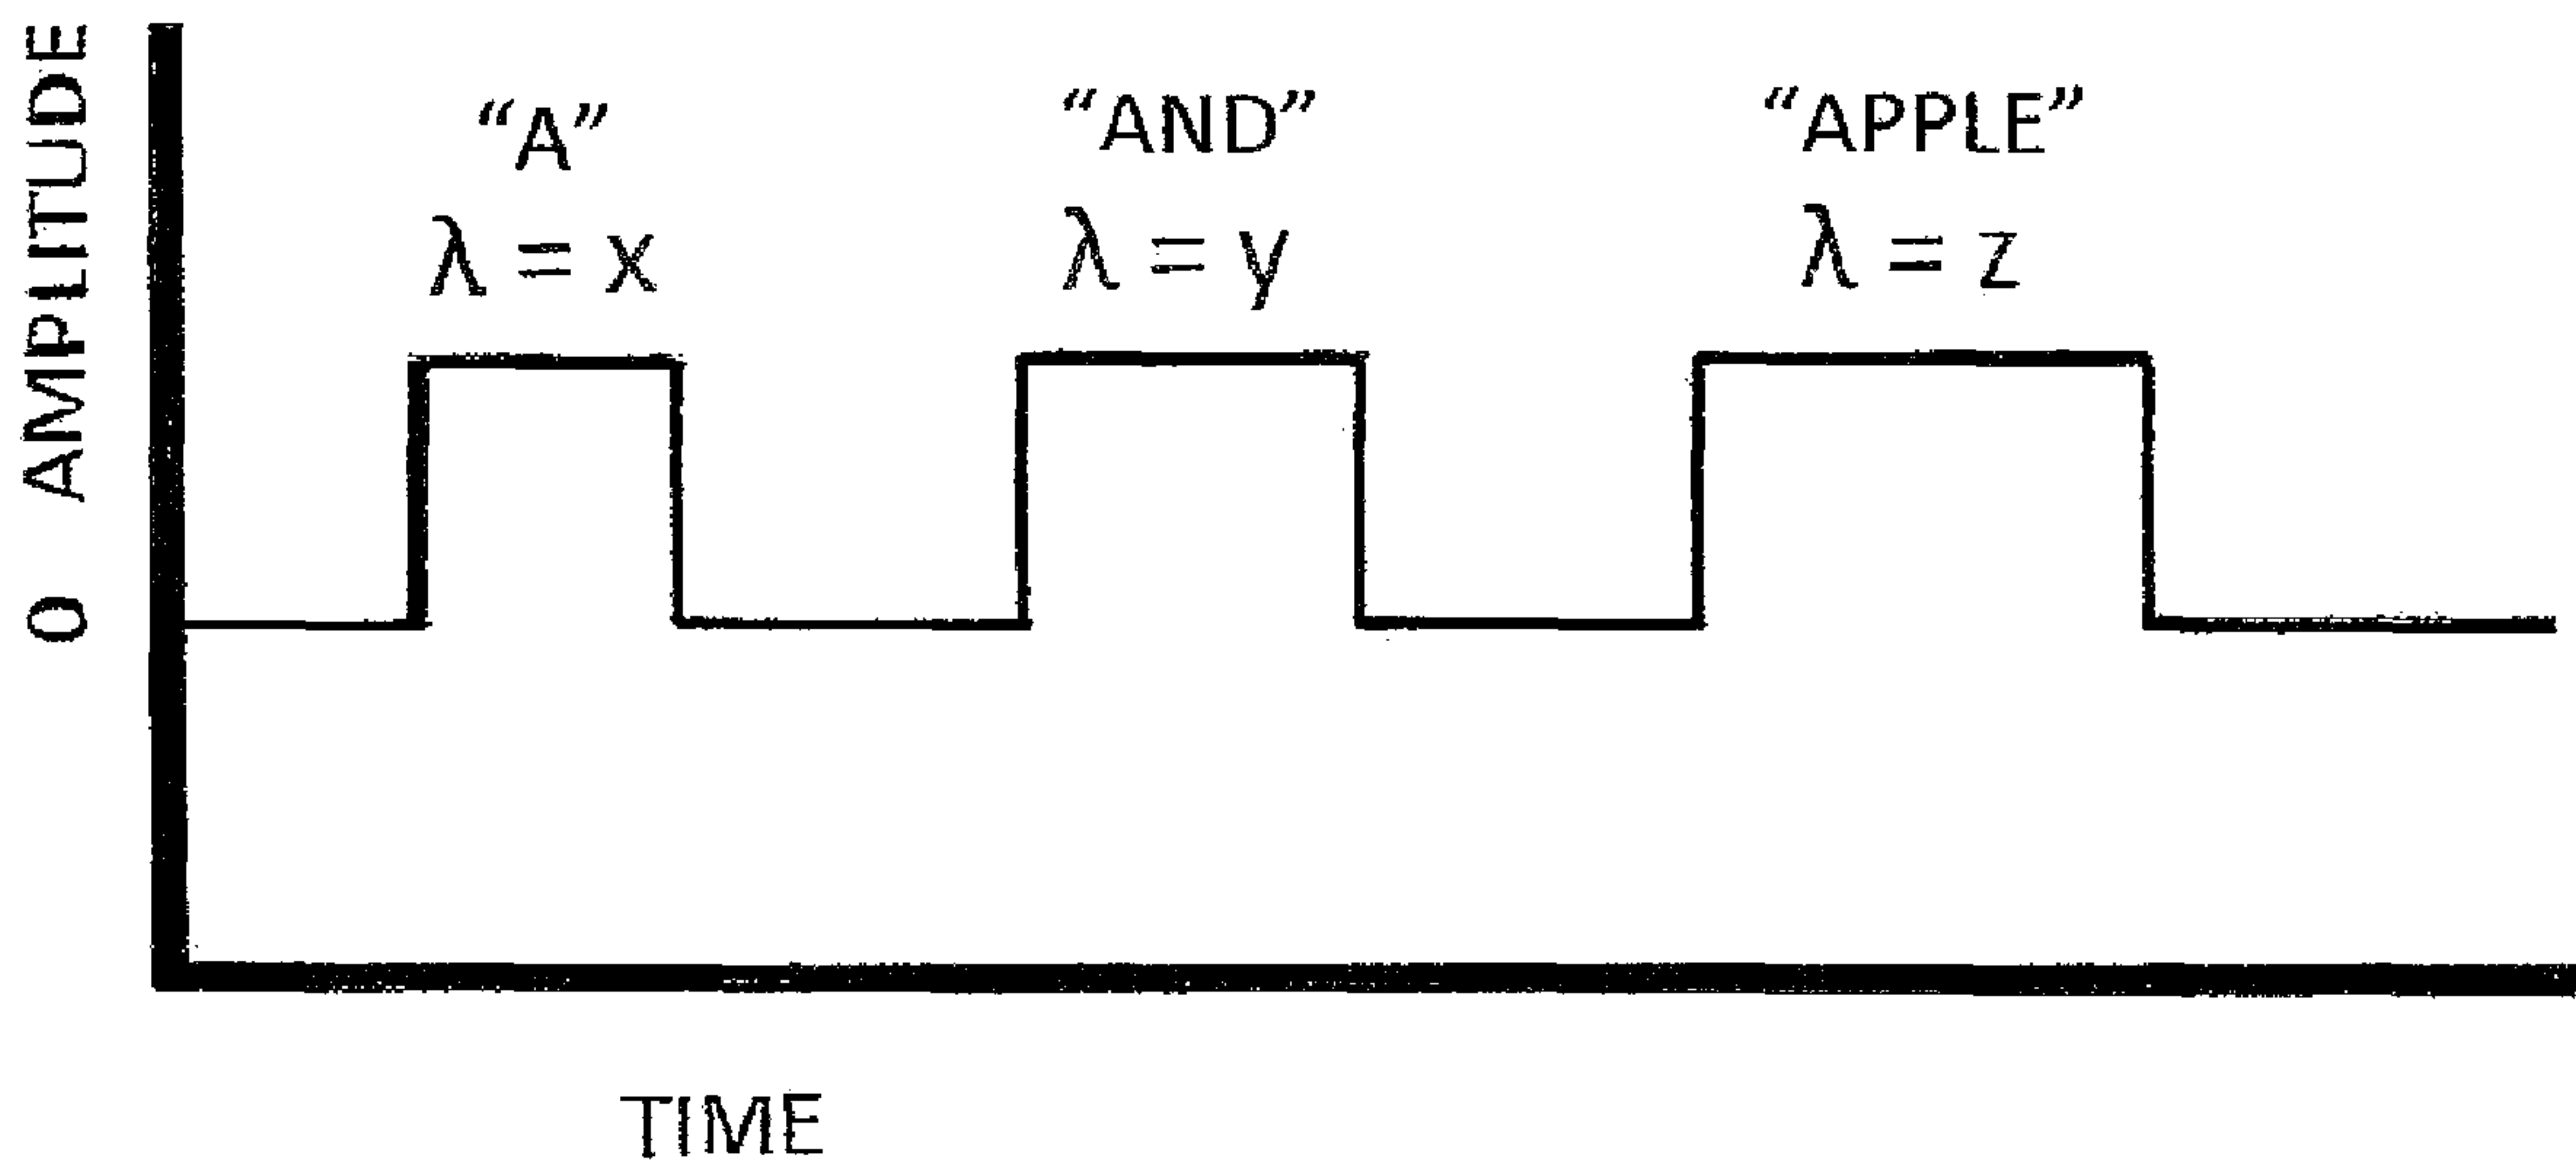 0 AMPLITUDE
“A”
λ = x
“AND”
λ = y
“APPLE”
λ = z
TIME